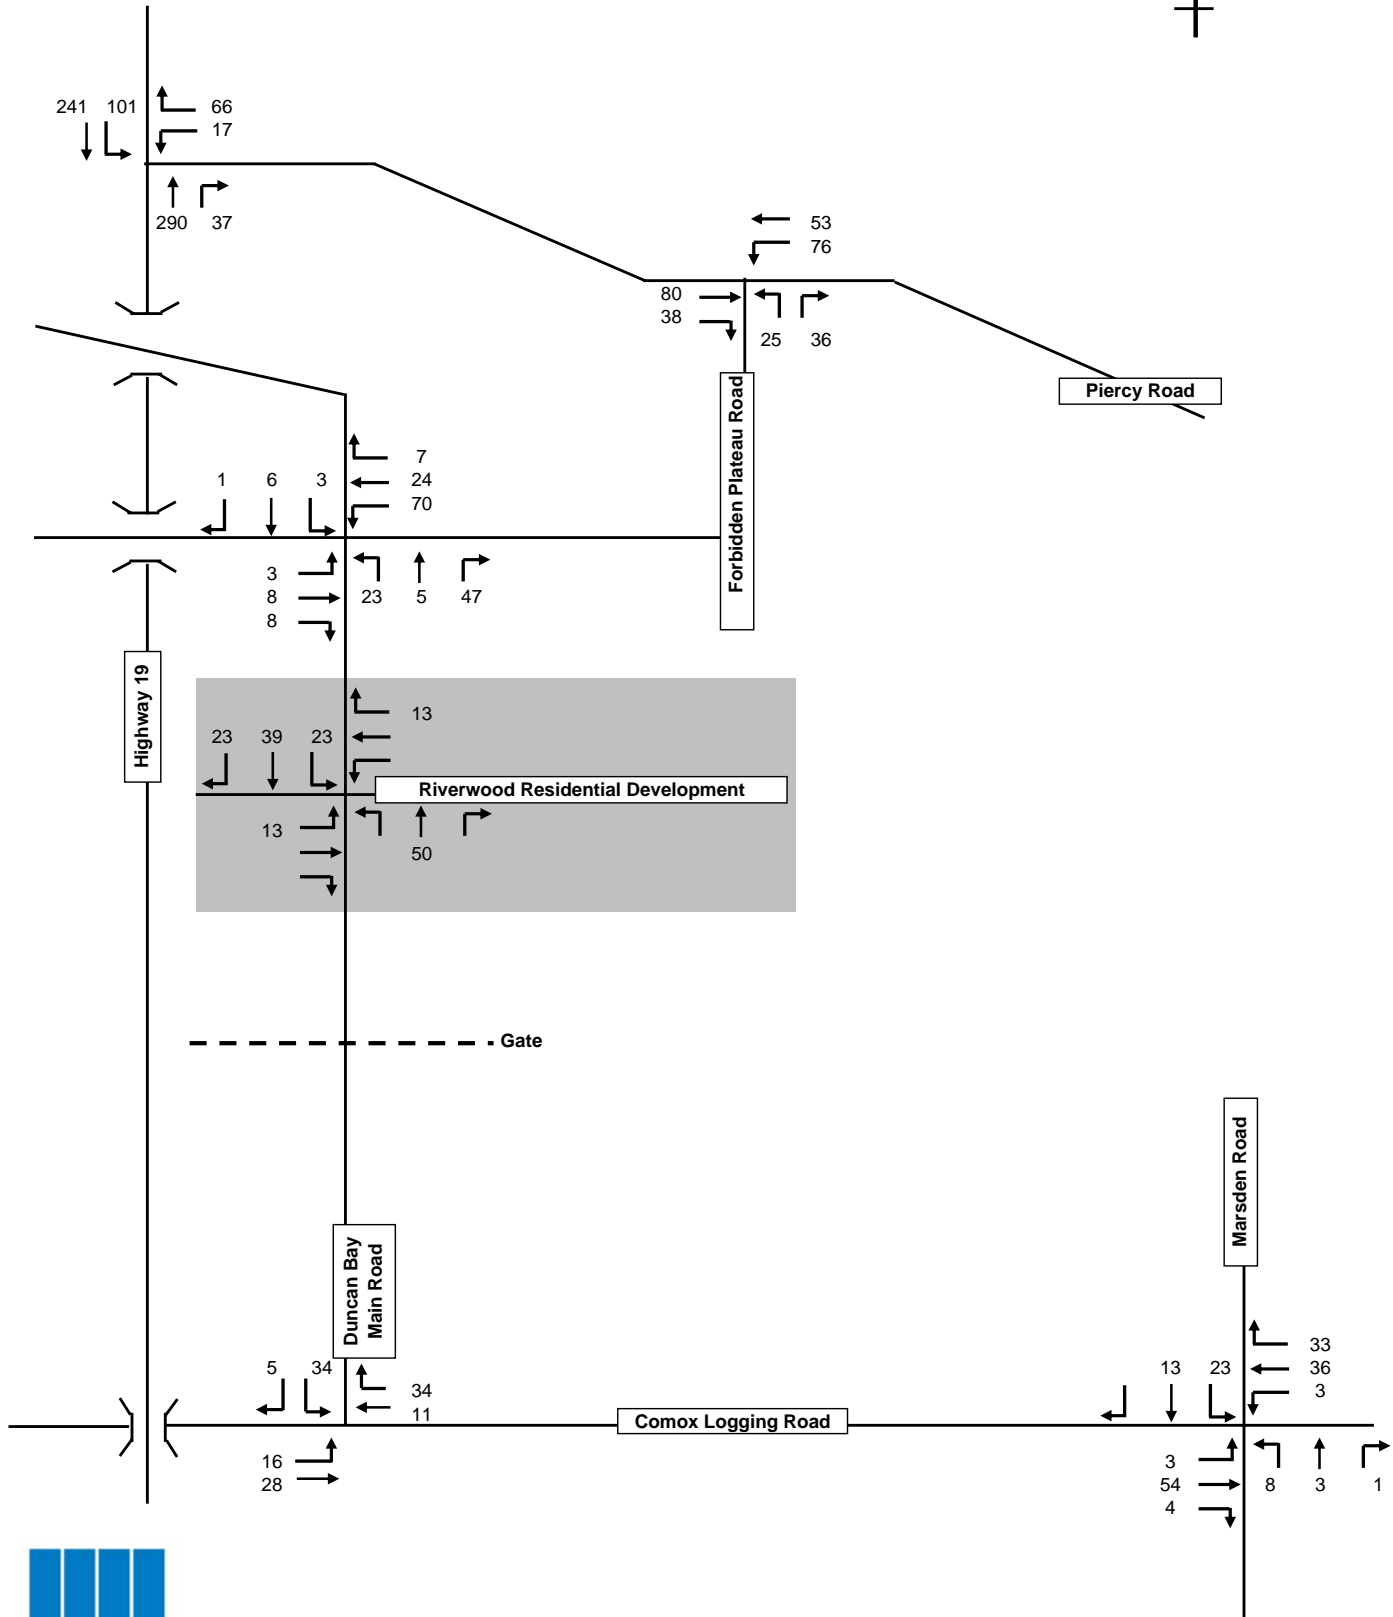 241 101 66
17
290 37
53
76
80
38
25 36
Piercy Road
Forbidden Plateau Road
7
1 6 3 24
70
3
8 23 5 47
8
Highway 19
13
23 39 23
Riverwood Residential Development
13
50
Gate
Marsden Road
Duncan Bay
Main Road
5 34
34
11
Comox Logging Road
16
28
33
13 23 36
3
3
54 8 3 1
4